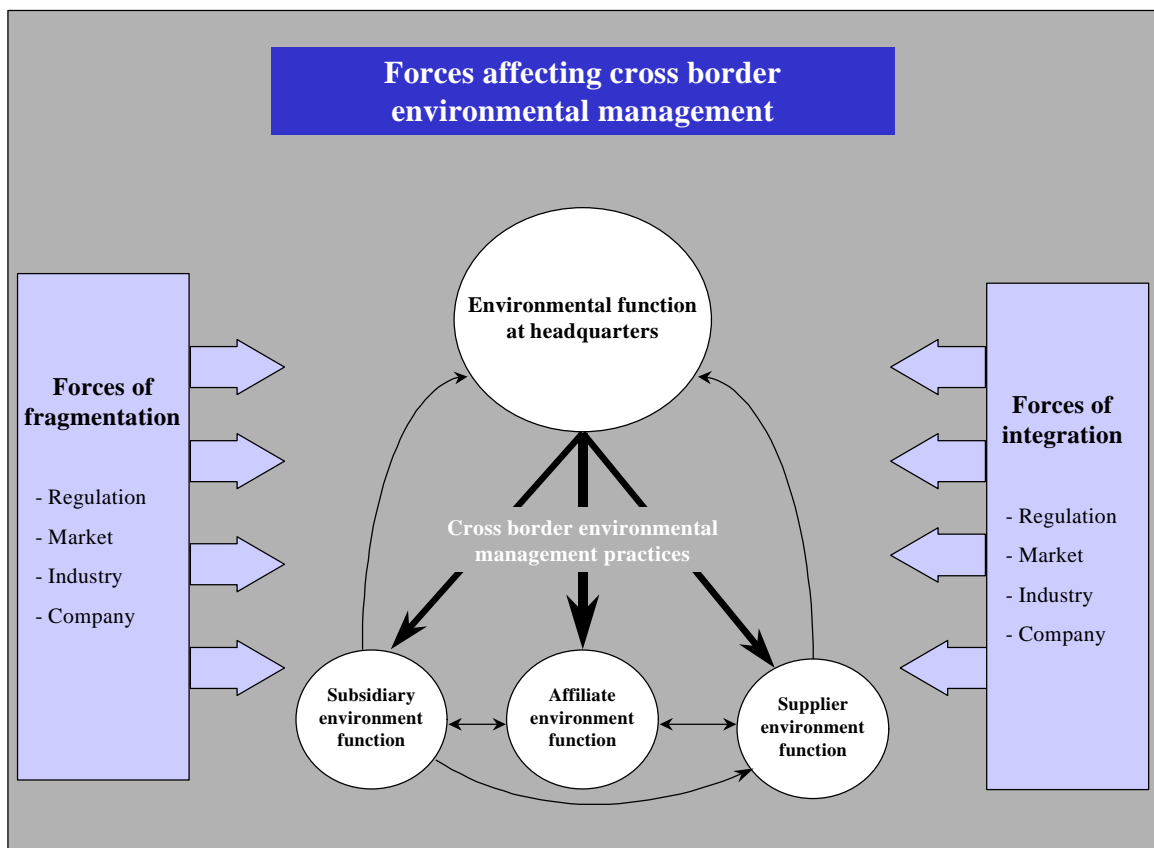 Forces affecting cross border
environmental management
Environmental function
at headquarters
Forces of
fragmentation
- Regulation
- Market
- Industry
- Company
Cross border environmental
management practices
Forces of
integration
- Regulation
- Market
- Industry
- Company
Subsidiary
environment
function
Affiliate
environment
function
Supplier
environment
function